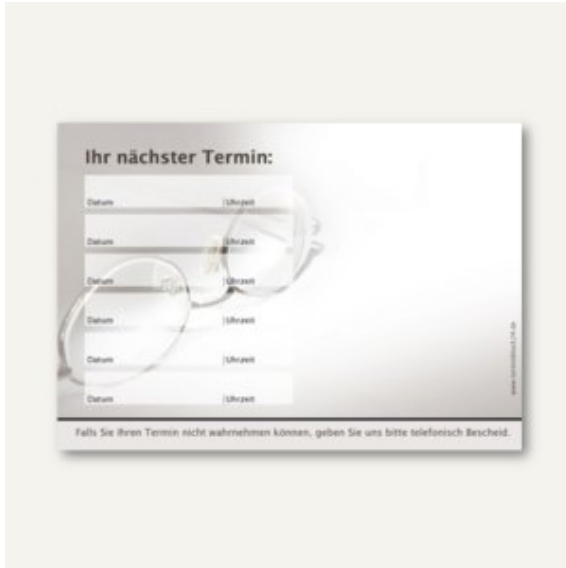 Ihr nächster Termin:
Datum | Uhrzeit
Datum | Uhrzeit
Datum | Uhrzeit
Datum | Uhrzeit
Datum | Uhrzeit
Datum | Uhrzeit
Falls Sie Ihren Termin nicht wahrnehmen können, geben Sie uns bitte telefonisch Bescheid.